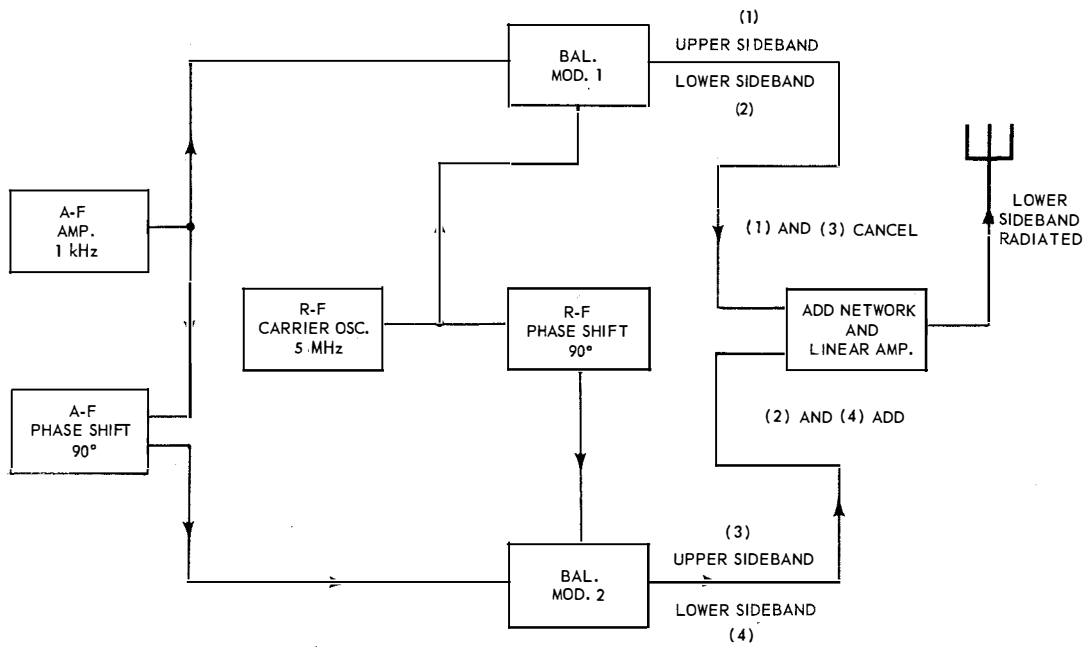 (1)
UPPER SIDEBAND
LOWER SIDEBAND
(2)
BAL.
MOD. 1
A-F
AMP.
1 kHz
LOWER
SIDEBAND
RADIATED
(1) AND (3) CANCEL
R-F
CARRIER OSC.
5 MHz
R-F
PHASE SHIFT
90°
ADD NETWORK
AND
LINEAR AMP.
A-F
PHASE SHIFT
90°
(2) AND (4) ADD
BAL.
MOD. 2
(3)
UPPER SIDEBAND
LOWER SIDEBAND
(4)